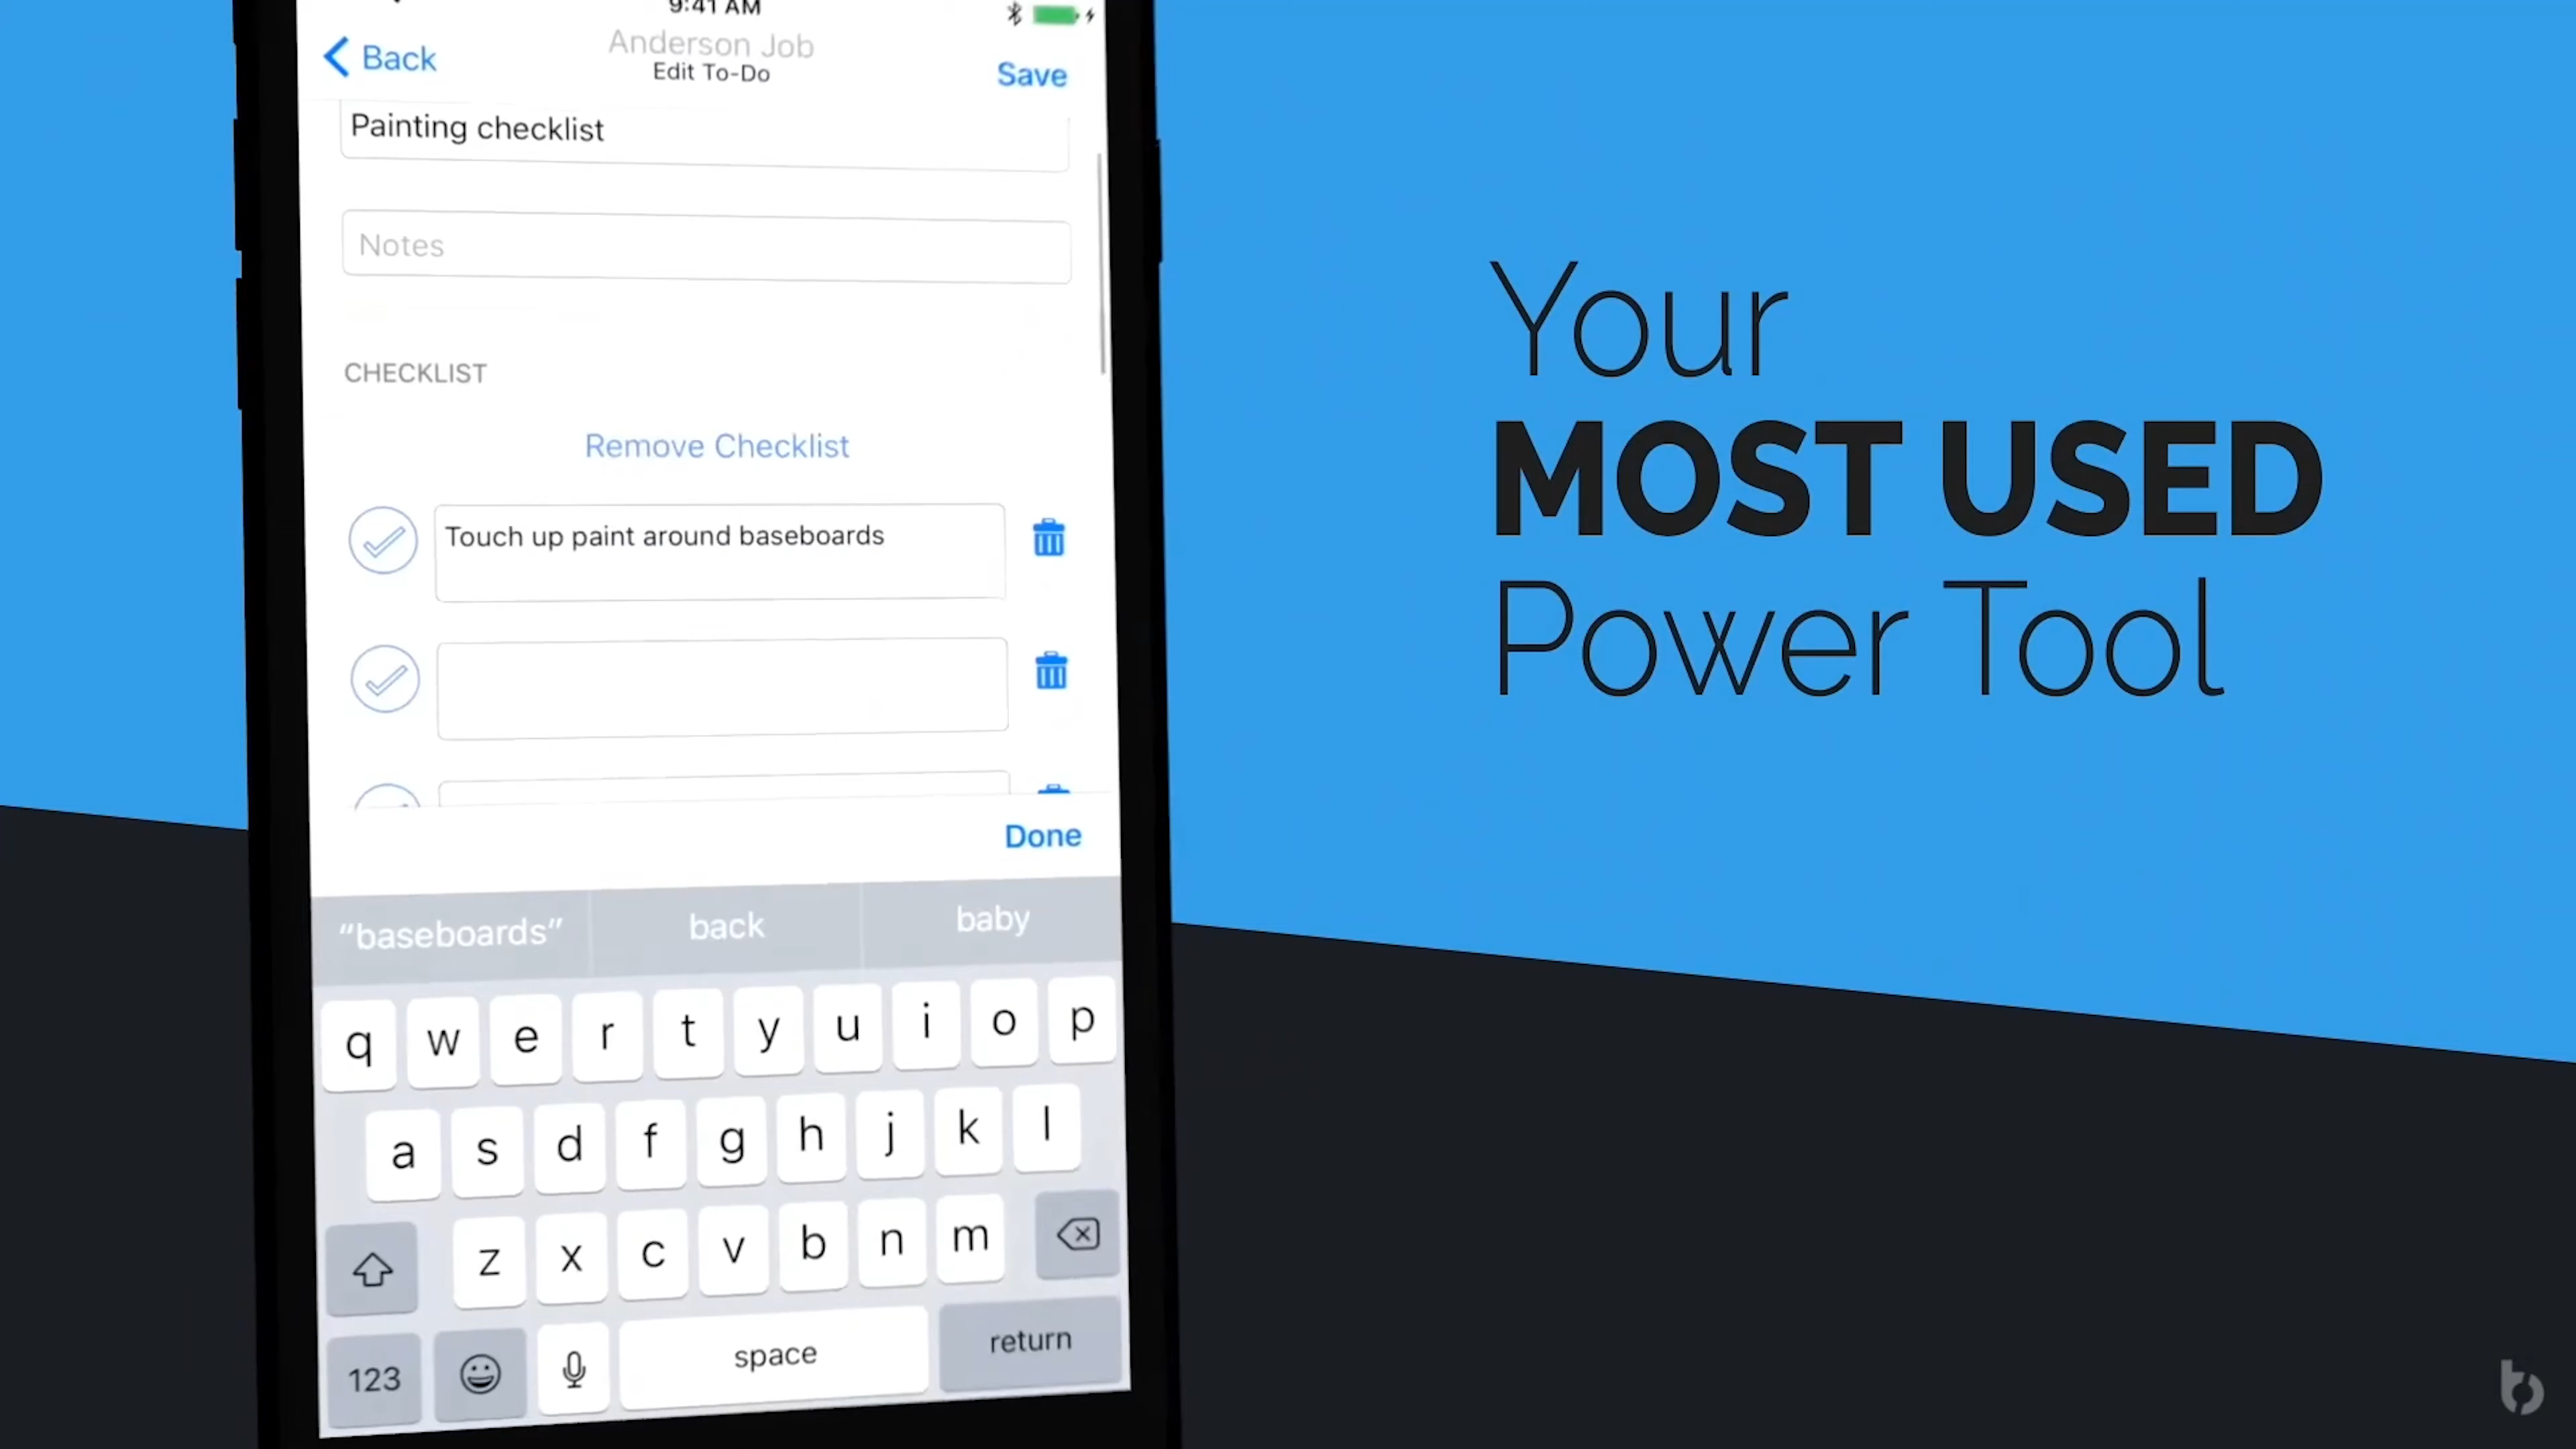 9:41 AM
Back
Anderson Job
Edit To-Do
Save
Painting checklist
Notes
CHECKLIST
Remove Checklist
Touch up paint around baseboards
Done
“baseboards” back baby
q w e r t y u i o p
a s d f g h j k l
z x c v b n m
123 space return
Your
MOST USED
Power Tool